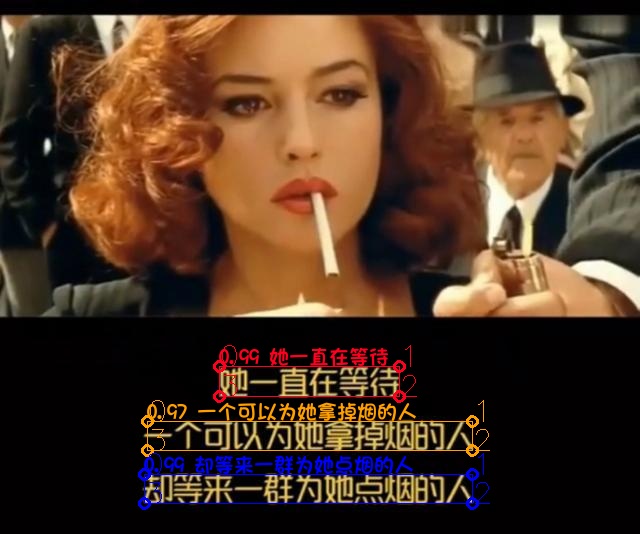 0.99 她一直在等待
她一直在等待
0.97 一个可以为她拿掉烟的人
一个可以为她拿掉烟的人
0.99 却等来一群为她点烟的人
却等来一群为她点烟的人